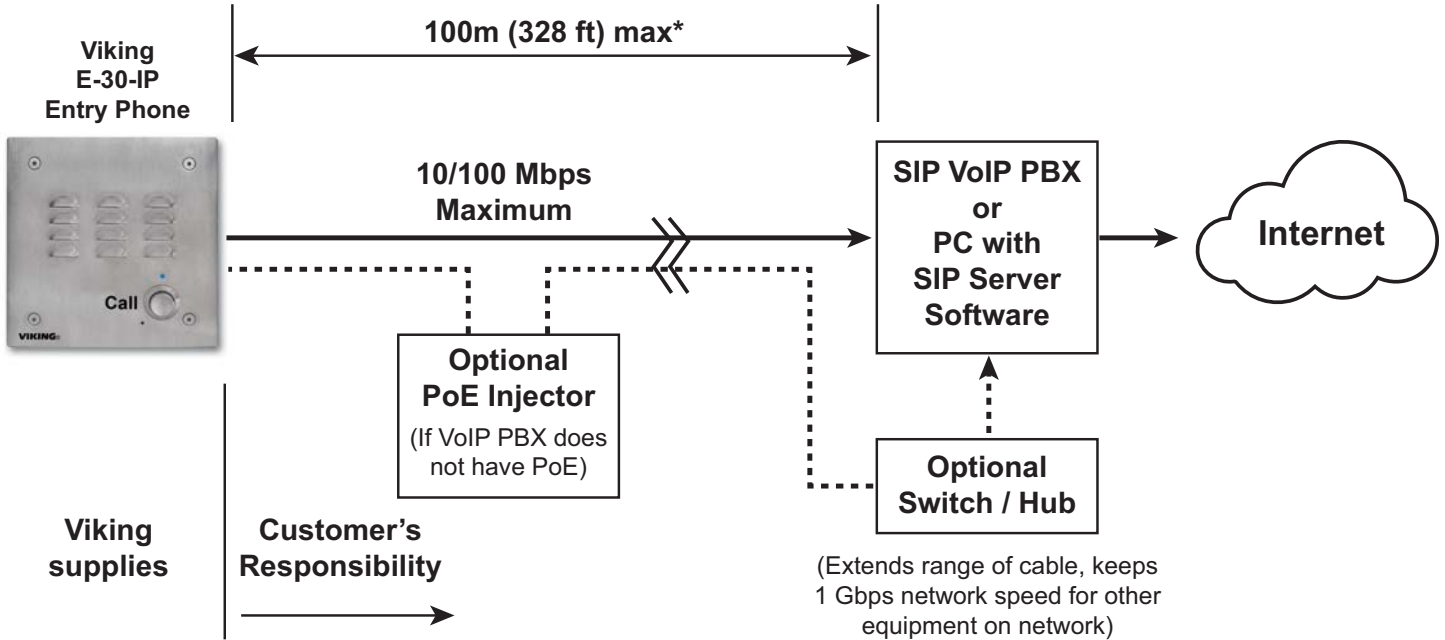 Viking
E-30-IP
Entry Phone
100m (328 ft) max*
10/100 Mbps
Maximum
SIP VoIP PBX
or
PC with
SIP Server
Software
Internet
Call
VIKING®
Optional
PoE Injector
(If VoIP PBX does
not have PoE)
Optional
Switch / Hub
(Extends range of cable, keeps
1 Gbps network speed for other
equipment on network)
Viking
supplies
Customer’s
Responsibility